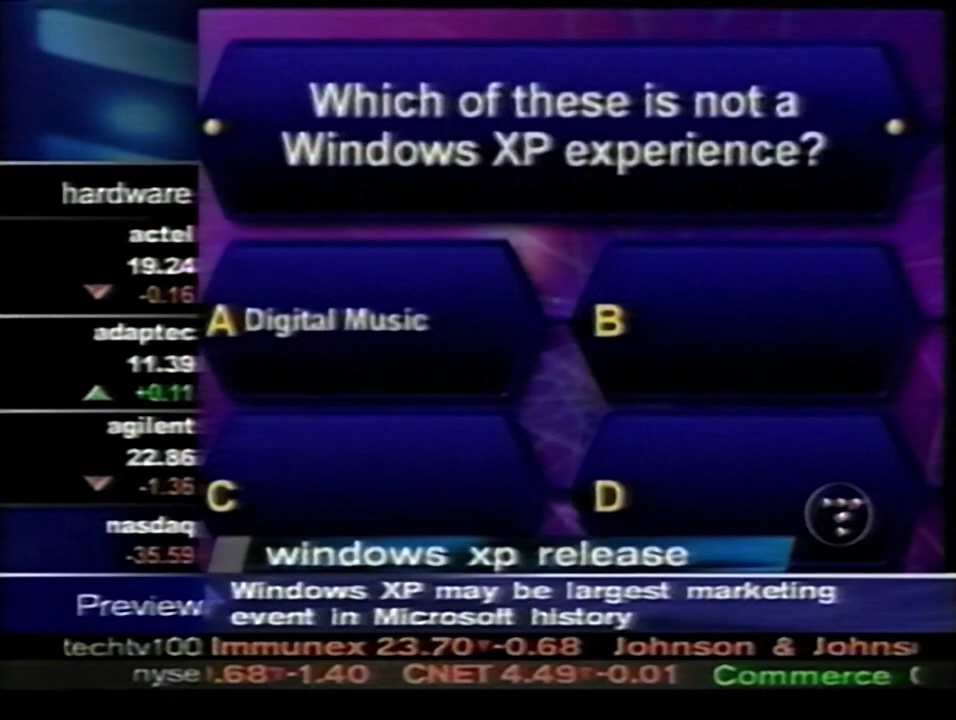 Which of these is not a
Windows XP experience?
A Digital Music
B
C
D
hardware
actel
19.24
-0.16
adaptec
11.39
+0.11
agilent
22.86
-1.36
nasdaq
-35.59
windows xp release
Preview
Windows XP may be largest marketing
event in Microsoft history
techtv100 Immunex 23.70 -0.68 Johnson & Johns
nyse .68 -1.40 CNET 4.49 -0.01 Commerce